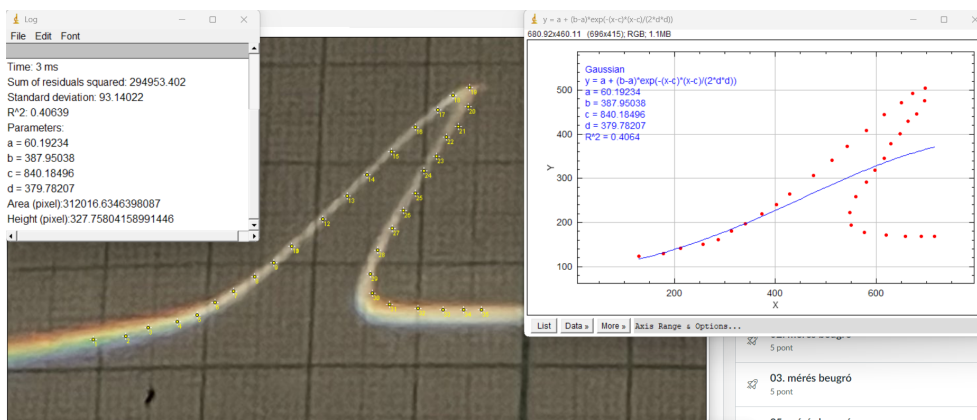 Log
File Edit Font
Time: 3 ms
Sum of residuals squared: 294953.402
Standard deviation: 93.14022
R^2: 0.40639
Parameters:
a = 60.19234
b = 387.95038
c = 840.18496
d = 379.78207
Area (pixel):312016.6346398087
Height (pixel):327.75804158991446
y = a + (b-a)*exp(-(x-c)*(x-c)/(2*d*d))
680.92x460.11 (696x415); RGB; 1.1MB
Gaussian
y = a + (b-a)*exp(-(x-c)*(x-c)/(2*d*d))
a = 60.19234
b = 387.95038
c = 840.18496
d = 379.78207
R^2 = 0.4064
500
400
300
200
100
Y
200 400 600
X
List Data » More » Axis Range & Options...
5 pont
03. mérés beugró
5 pont